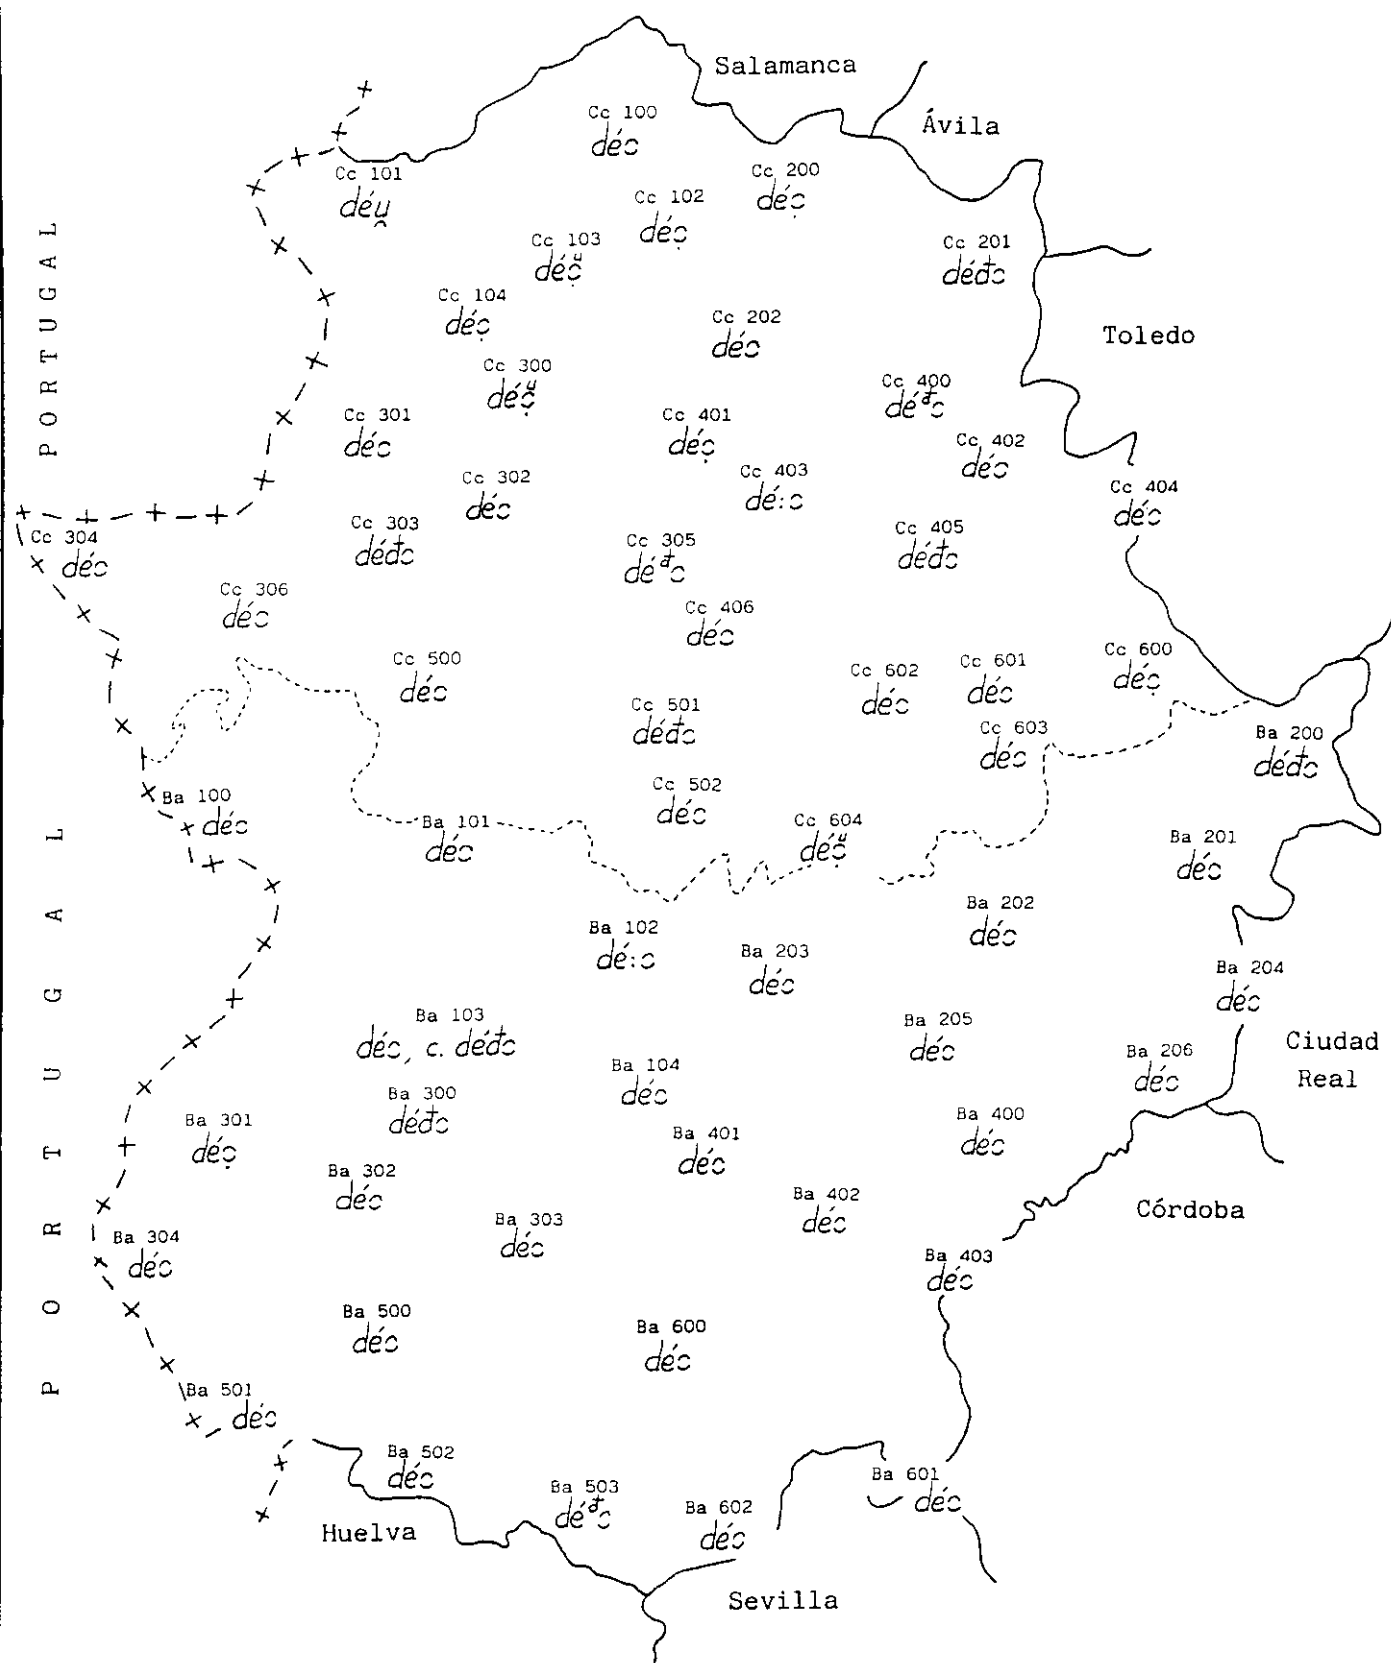 Salamanca
Ávila
Cc 100
déɔ
Cc 101
déu̯
Cc 200
déɔ̣
Cc 102
déɔ̣
Cc 103
déɔ̣ᵘ
Cc 201
dédɔ
PORTUGAL
Cc 104
déɔ̣
Cc 202
déɔ
Toledo
Cc 300
déɔ̣ᵘ
Cc 400
déᵈɔ
Cc 301
déɔ
Cc 401
déɔ̣
Cc 402
déɔ
Cc 302
déɔ
Cc 403
dé:ɔ
Cc 404
déɔ
Cc 303
dédɔ
Cc 304
déɔ
Cc 305
déᵈɔ
Cc 405
dédɔ
Cc 306
déɔ
Cc 406
déɔ
Cc 500
déɔ
Cc 602
déɔ
Cc 601
déɔ
Cc 600
déɔ̣
Cc 501
dédɔ
Cc 603
déɔ
Ba 200
dédɔ
Cc 502
déɔ
Ba 100
déɔ
Ba 101
déɔ
Cc 604
déɔ̣ᵘ
Ba 201
déɔ
PORTUGAL
Ba 102
dé:ɔ
Ba 202
déɔ
Ba 203
déɔ
Ba 204
déɔ
Ba 103
déɔ, c. dédɔ
Ba 205
déɔ
Ciudad
Real
Ba 206
déɔ
Ba 104
déɔ
Ba 300
dédɔ
Ba 301
déɔ̣
Ba 401
déɔ
Ba 400
déɔ
Ba 302
déɔ
Ba 402
déɔ
Córdoba
Ba 303
déɔ
Ba 304
déɔ
Ba 403
déɔ
Ba 500
déɔ
Ba 600
déɔ
Ba 501
déɔ
Ba 502
déɔ
Ba 503
déᵈɔ
Ba 602
déɔ
Ba 601
déɔ
Huelva
Sevilla